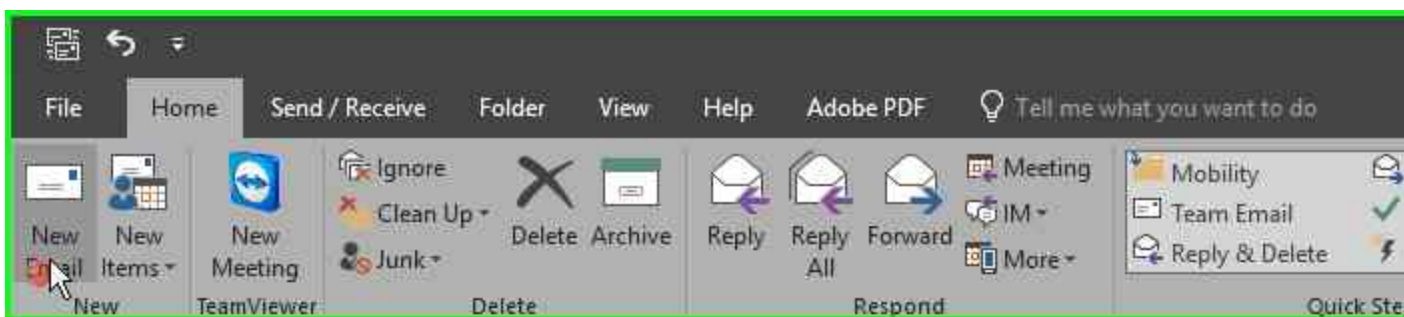 File Home Send / Receive Folder View Help Adobe PDF Tell me what you want to do
New Email
New Items
New Meeting
Ignore
Clean Up
Junk
Delete
Archive
Reply
Reply All
Forward
Meeting
IM
More
Mobility
Team Email
Reply & Delete
New TeamViewer Delete Respond Quick Ste